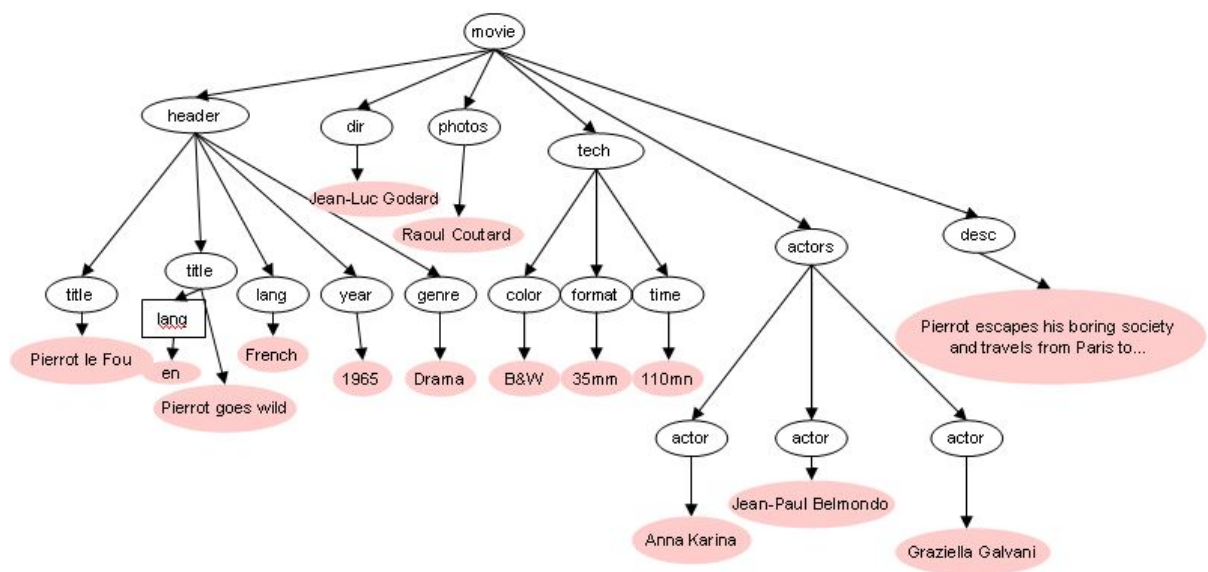 movie
header
dir
photos
tech
Jean-Luc Godard
Raoul Coutard
actors
desc
title
title
lang
year
genre
color
format
time
lang
Pierrot le Fou
en
French
Pierrot goes wild
1965
Drama
B&W
35mm
110mn
Pierrot escapes his boring society
and travels from Paris to...
actor
actor
actor
Jean-Paul Belmondo
Anna Karina
Graziella Galvani